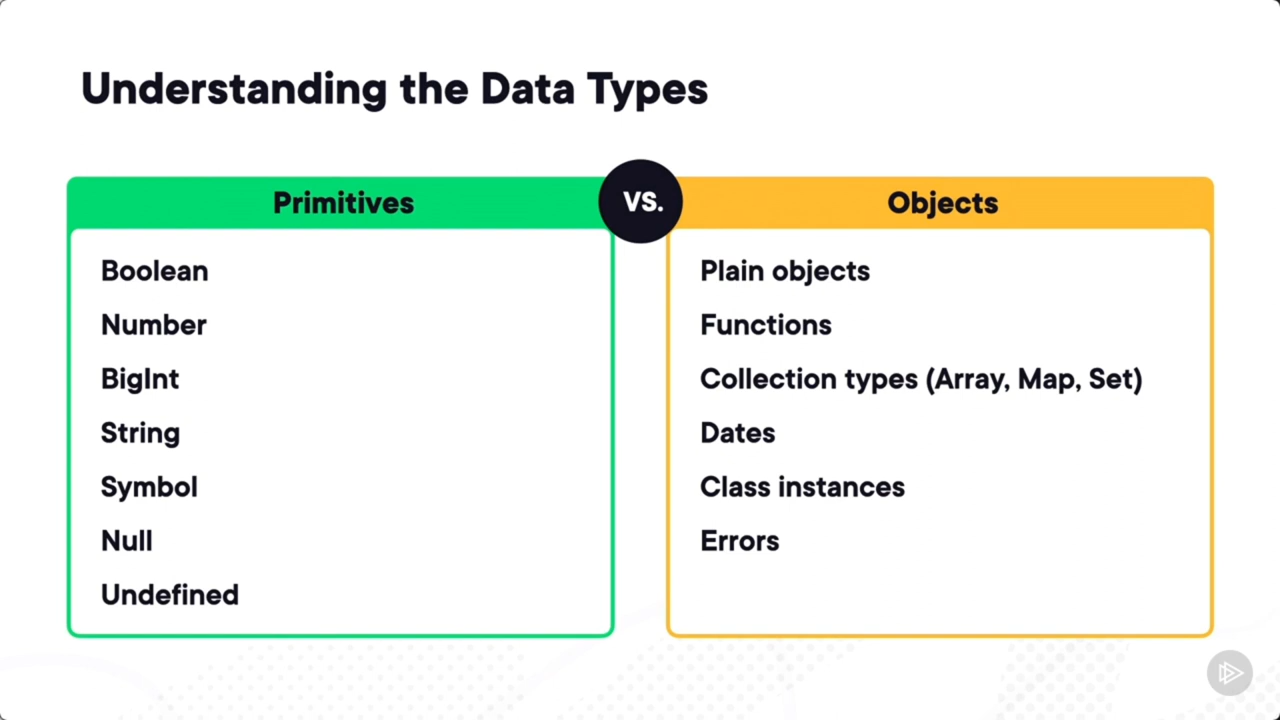 Understanding the Data Types
Primitives
vs.
Objects
Boolean
Number
BigInt
String
Symbol
Null
Undefined
Plain objects
Functions
Collection types (Array, Map, Set)
Dates
Class instances
Errors